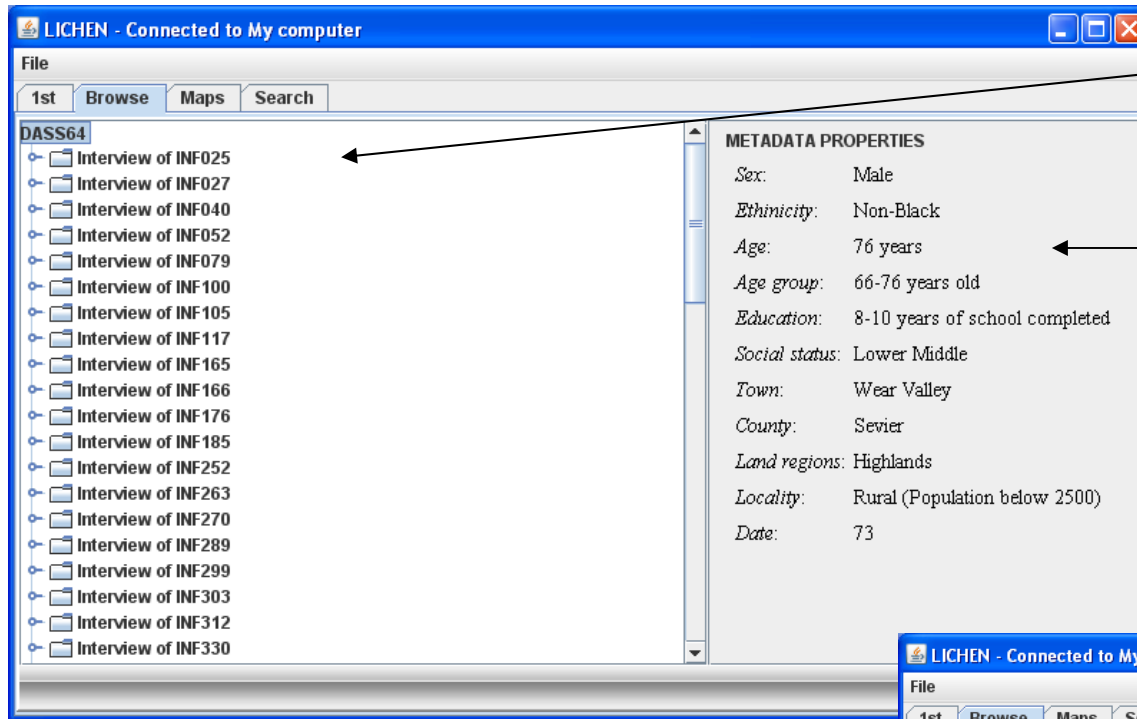 LICHEN - Connected to My computer
File
1st Browse Maps Search
DASS64
Interview of INF025
Interview of INF027
Interview of INF040
Interview of INF052
Interview of INF079
Interview of INF100
Interview of INF105
Interview of INF117
Interview of INF165
Interview of INF166
Interview of INF176
Interview of INF185
Interview of INF252
Interview of INF263
Interview of INF270
Interview of INF289
Interview of INF299
Interview of INF303
Interview of INF312
Interview of INF330
METADATA PROPERTIES
Sex: Male
Ethinicity: Non-Black
Age: 76 years
Age group: 66-76 years old
Education: 8-10 years of school completed
Social status: Lower Middle
Town: Wear Valley
County: Sevier
Land regions: Highlands
Locality: Rural (Population below 2500)
Date: 73
LICHEN - Connected to My
File
1st Browse Maps S